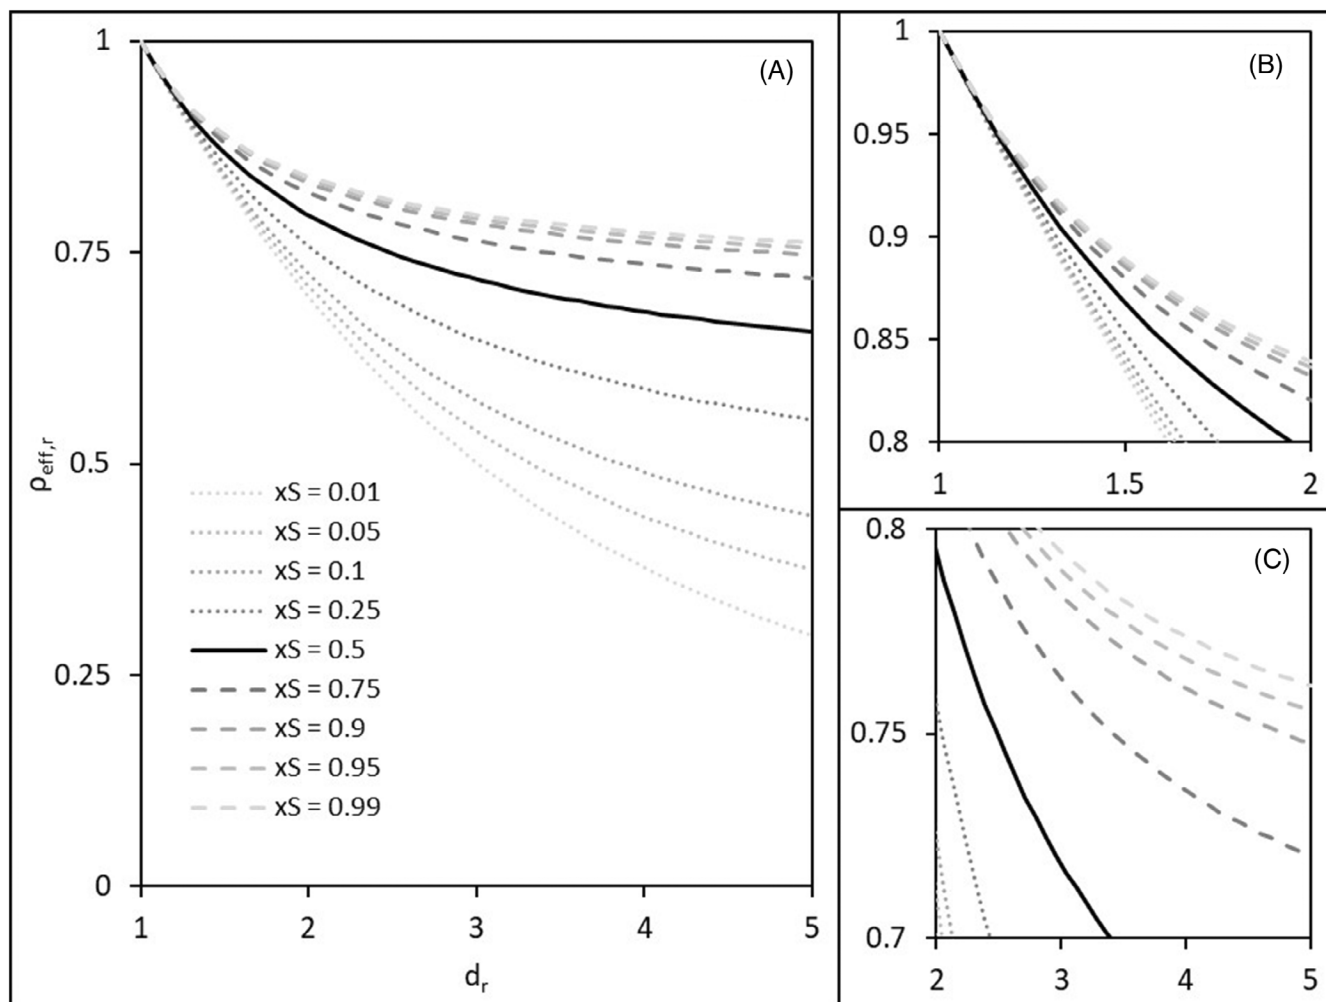 (A)
1
0.75
0.5
0.25
0
ρeff,r
xS = 0.01
xS = 0.05
xS = 0.1
xS = 0.25
xS = 0.5
xS = 0.75
xS = 0.9
xS = 0.95
xS = 0.99
1 2 3 4 5
dr
(B)
1
0.95
0.9
0.85
0.8
1 1.5 2
(C)
0.8
0.75
0.7
2 3 4 5